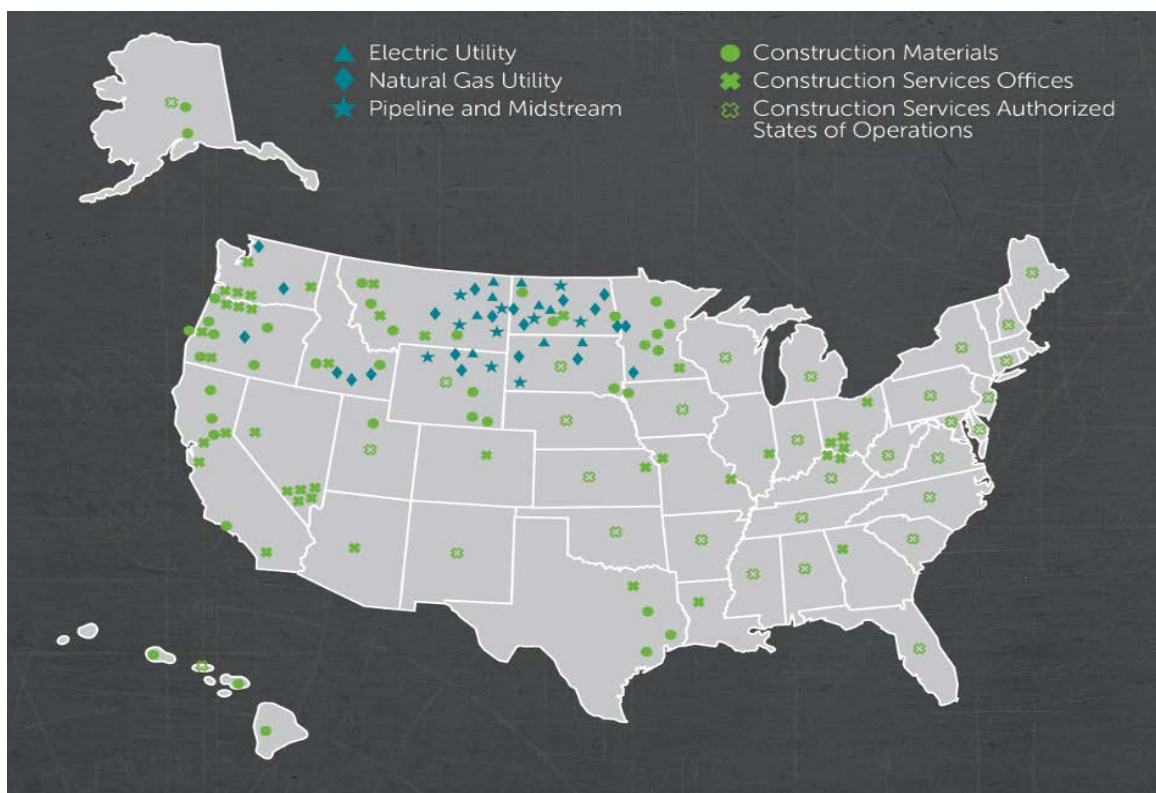 Electric Utility
Natural Gas Utility
Pipeline and Midstream
Construction Materials
Construction Services Offices
Construction Services Authorized
States of Operations